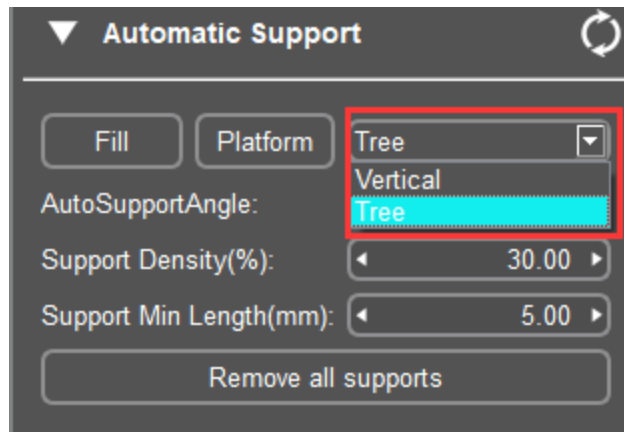 Automatic Support
Fill Platform Tree
Vertical
AutoSupportAngle: Tree
Support Density(%): 30.00
Support Min Length(mm): 5.00
Remove all supports